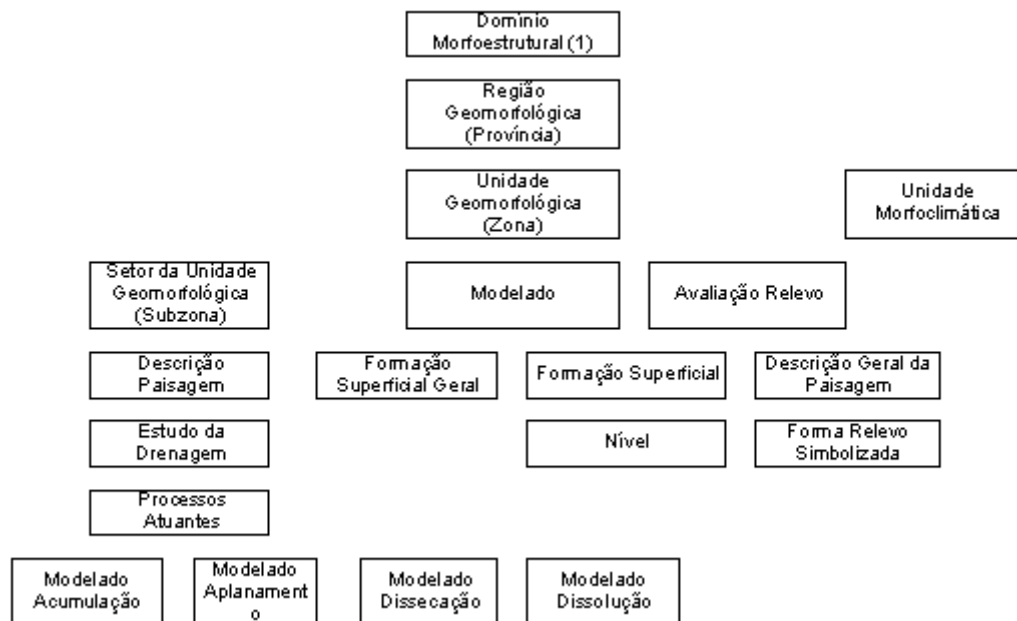 Domínio
Morfoestrutural (1)
Região
Geomorfológica
(Província)
Unidade
Geomorfológica
(Zona)
Unidade
Morfoclimática
Setor da Unidade
Geomorfológica
(Subzona)
Modelado
Avaliação Relevo
Descrição
Paisagem
Formação
Superficial Geral
Formação Superficial
Descrição Geral da
Paisagem
Estudo da
Drenagem
Nível
Forma Relevo
Simbolizada
Processos
Atuantes
Modelado
Acumulação
Modelado
Aplanament
o
Modelado
Dissecação
Modelado
Dissolução